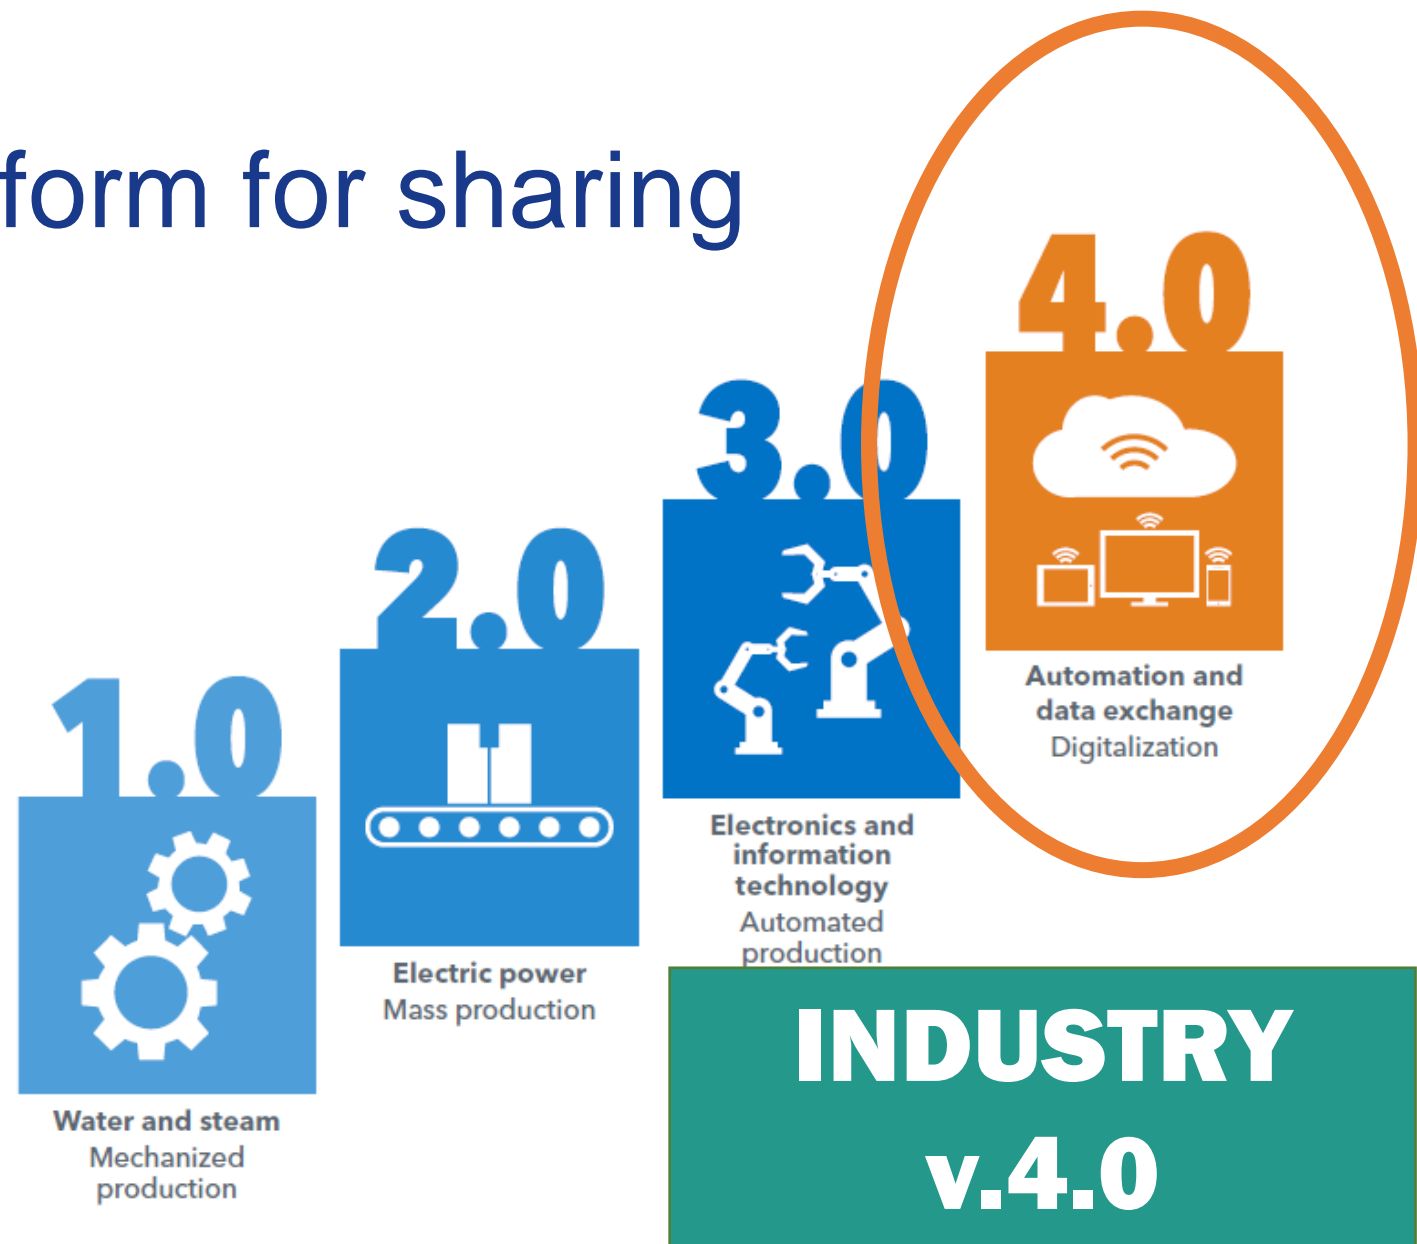 form for sharing
4.0
Automation and
data exchange
Digitalization
3.0
Electronics and
information
technology
Automated
production
2.0
Electric power
Mass production
1.0
Water and steam
Mechanized
production
INDUSTRY
v.4.0